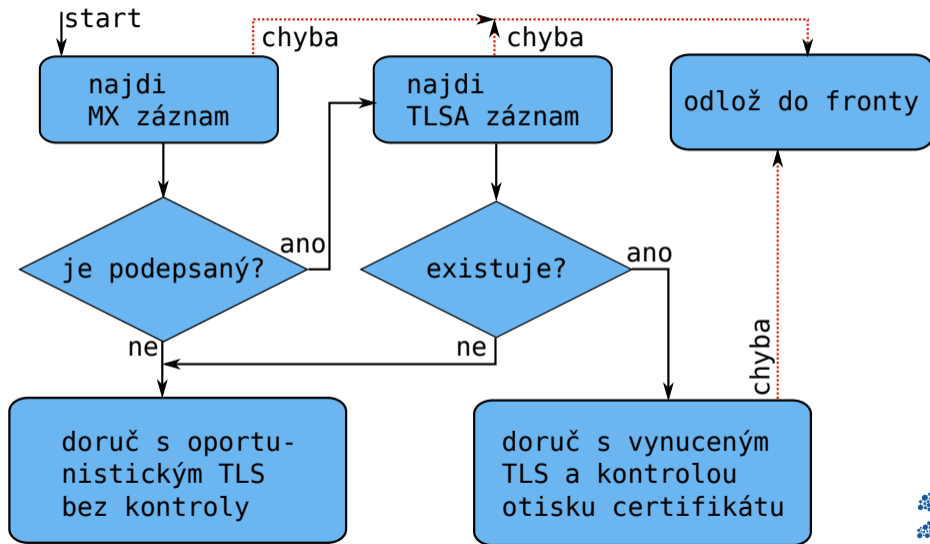 start
chyba
chyba
najdi
MX záznam
najdi
TLSA záznam
odlož do fronty
je podepsaný?
ano
existuje?
ano
ne
ne
chyba
doruč s oportu-
nistickým TLS
bez kontroly
doruč s vynuceným
TLS a kontrolou
otisku certifikátu